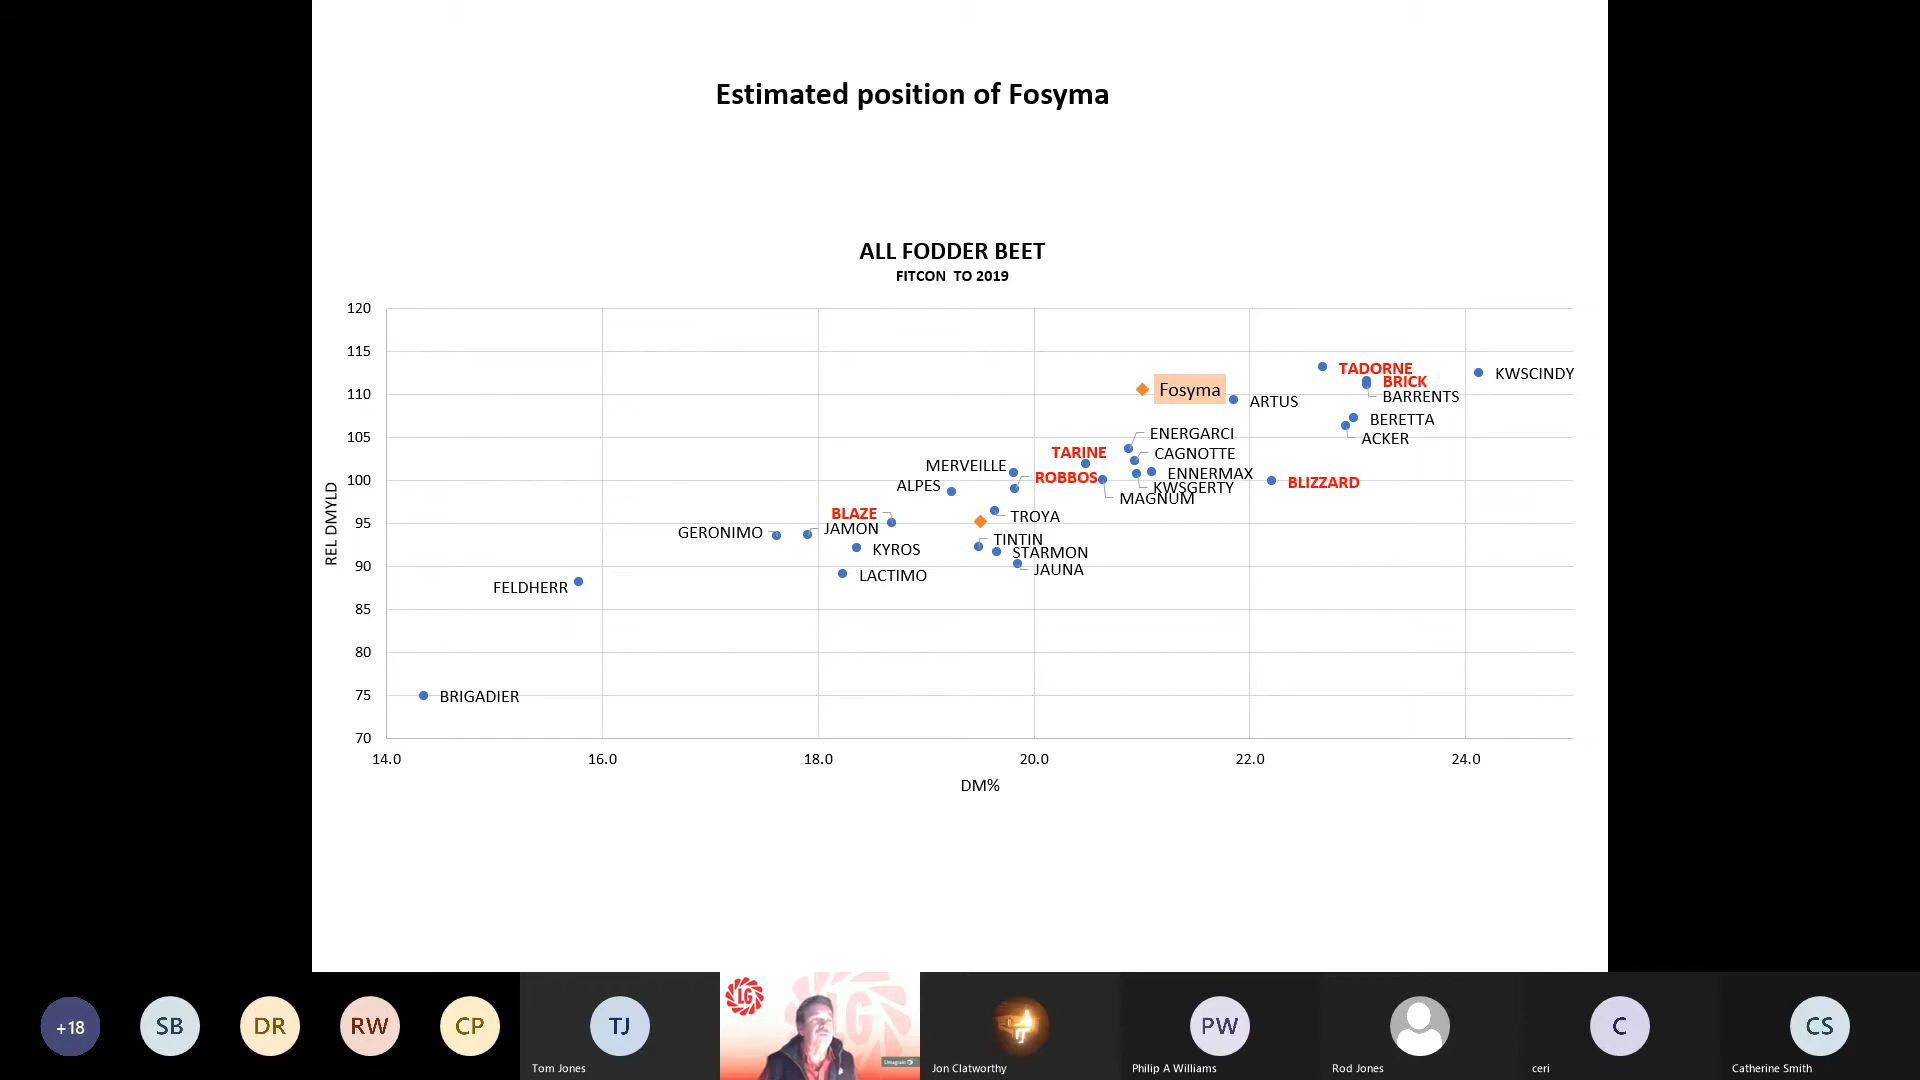 Estimated position of Fosyma
ALL FODDER BEET
FITCON TO 2019
120
115
110
105
100
95
90
85
80
75
70
REL DMYLD
TADORNE
BRICK
KWSCINDY
Fosyma
BARRENTS
ARTUS
BERETTA
ENERGARCI
ACKER
TARINE
CAGNOTTE
MERVEILLE
ENNERMAX
ROBBOS
BLIZZARD
ALPES
KWSGERTY
MAGNUM
BLAZE
TROYA
JAMON
GERONIMO
TINTIN
KYROS
STARMON
JAUNA
LACTIMO
FELDHERR
BRIGADIER
14.0 16.0 18.0 20.0 22.0 24.0
DM%
+18 SB DR RW CP TJ LG PW C CS
Limagrain
Tom Jones Jon Clatworthy Philip A Williams Rod Jones ceri Catherine Smith